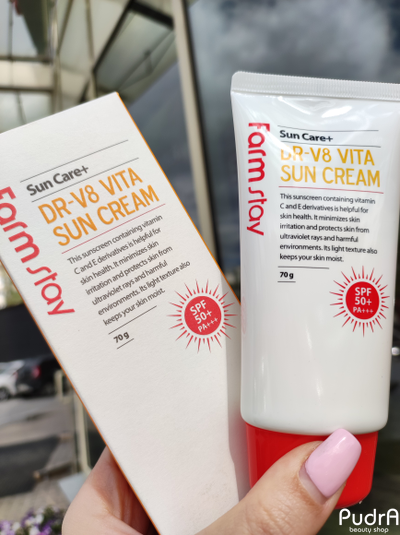 Farm stay
Sun Care+
DR-V8 VITA
SUN CREAM
This sunscreen containing vitamin
C and E derivatives is helpful for
skin health. It minimizes skin
irritation and protects skin from
ultraviolet rays and harmful
environments. Its light texture also
keeps your skin moist.
70 g
SPF
50+
PA+++
Farm stay
Sun Care+
DR-V8 VITA
SUN CREAM
This sunscreen containing vitamin
C and E derivatives is helpful for
skin health. It minimizes skin
irritation and protects skin from
ultraviolet rays and harmful
environments. Its light texture also
keeps your skin moist.
70 g
SPF
50+
PA+++
PudrA
beauty shop